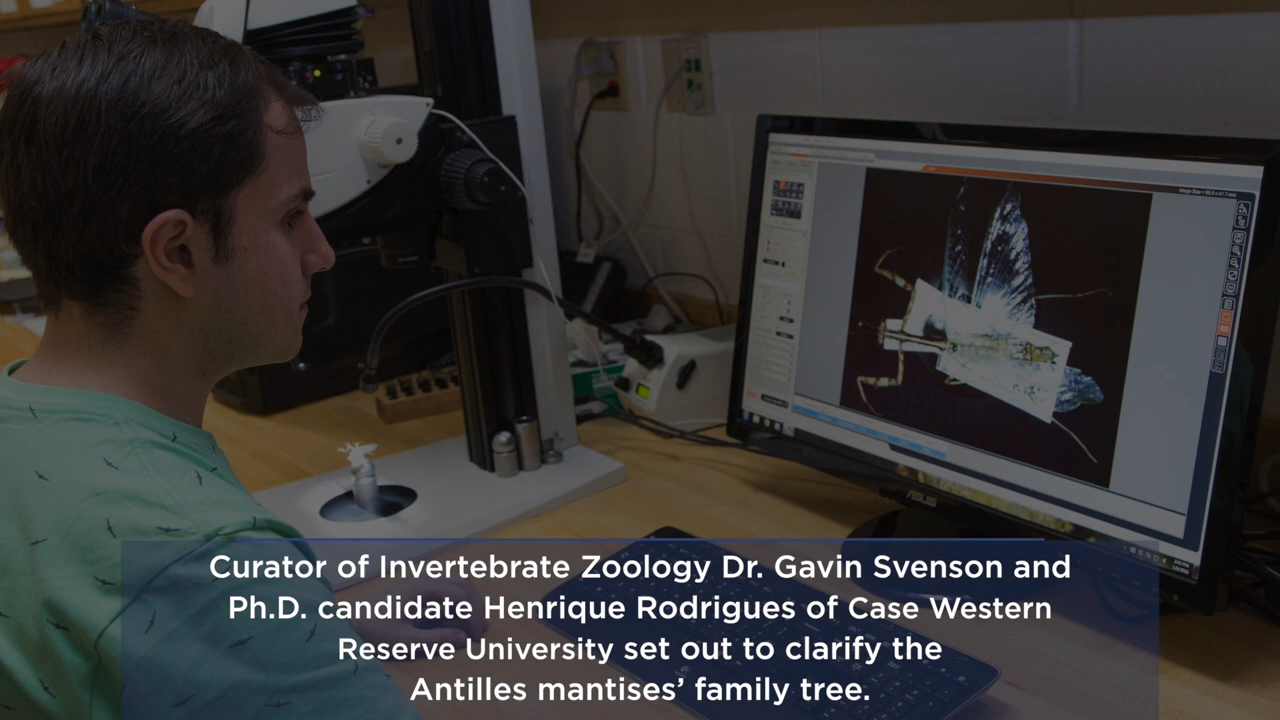 ASUS
Curator of Invertebrate Zoology Dr. Gavin Svenson and
Ph.D. candidate Henrique Rodrigues of Case Western
Reserve University set out to clarify the
Antilles mantises’ family tree.